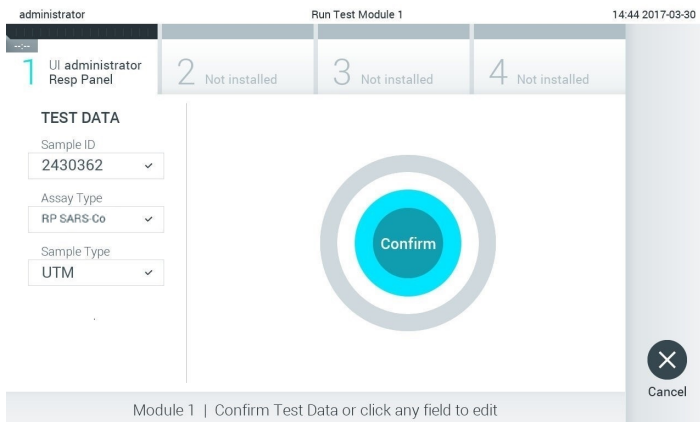 administrator
Run Test Module 1
14:44 2017-03-30
--:--
1 UI administrator
Resp Panel
2 Not installed
3 Not installed
4 Not installed
TEST DATA
Sample ID
2430362
Assay Type
RP SARS-Co
Sample Type
UTM
Confirm
Cancel
Module 1 | Confirm Test Data or click any field to edit